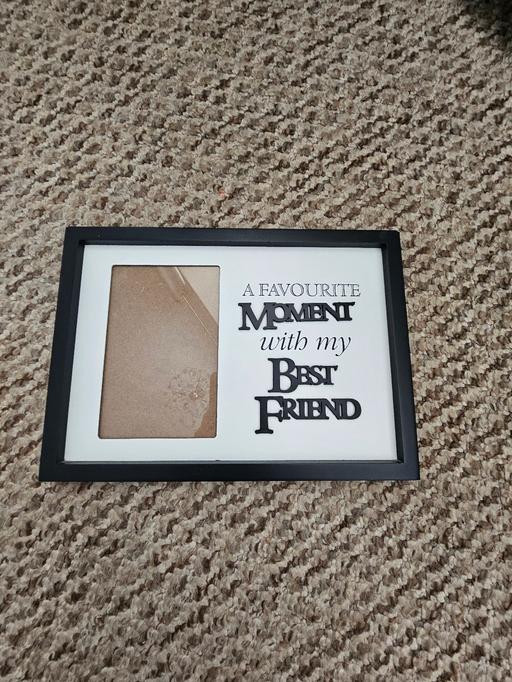 A FAVOURITE
MOMENT
with my
BEST
FRIEND